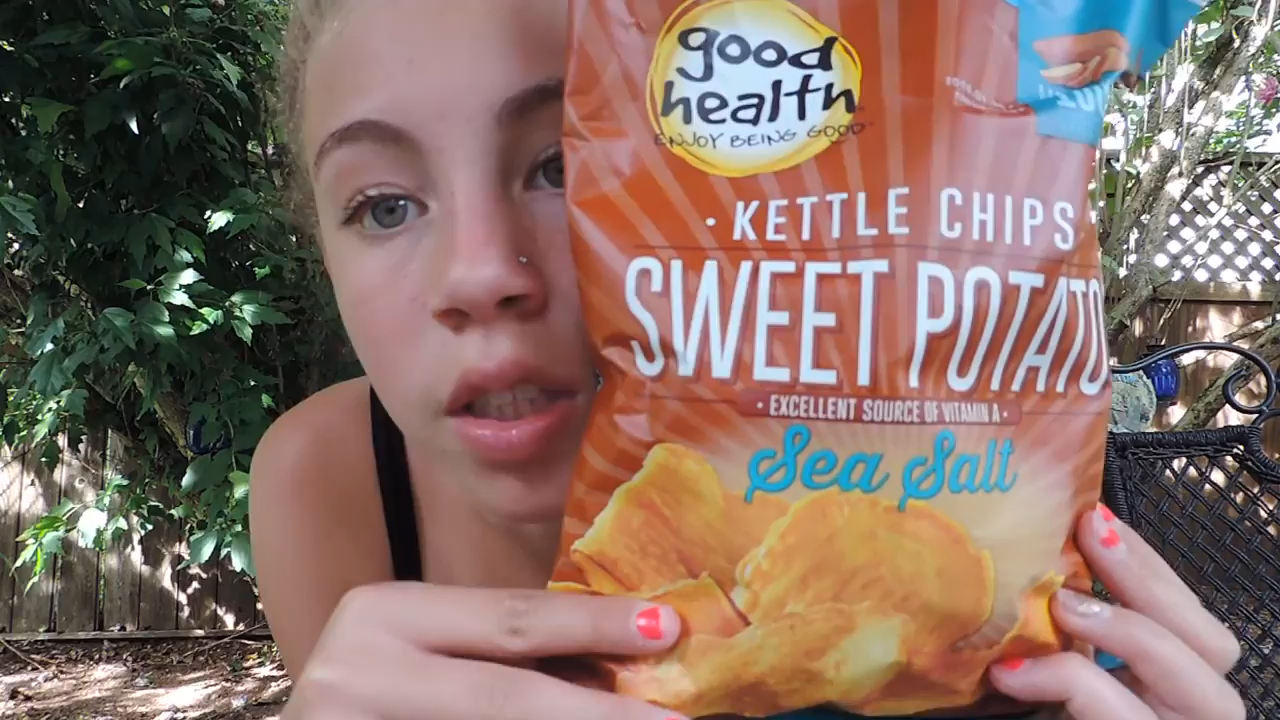 good
health
ENJOY BEING GOOD
· KETTLE CHIPS
SWEET POTATO
· EXCELLENT SOURCE OF VITAMIN A ·
Sea Salt